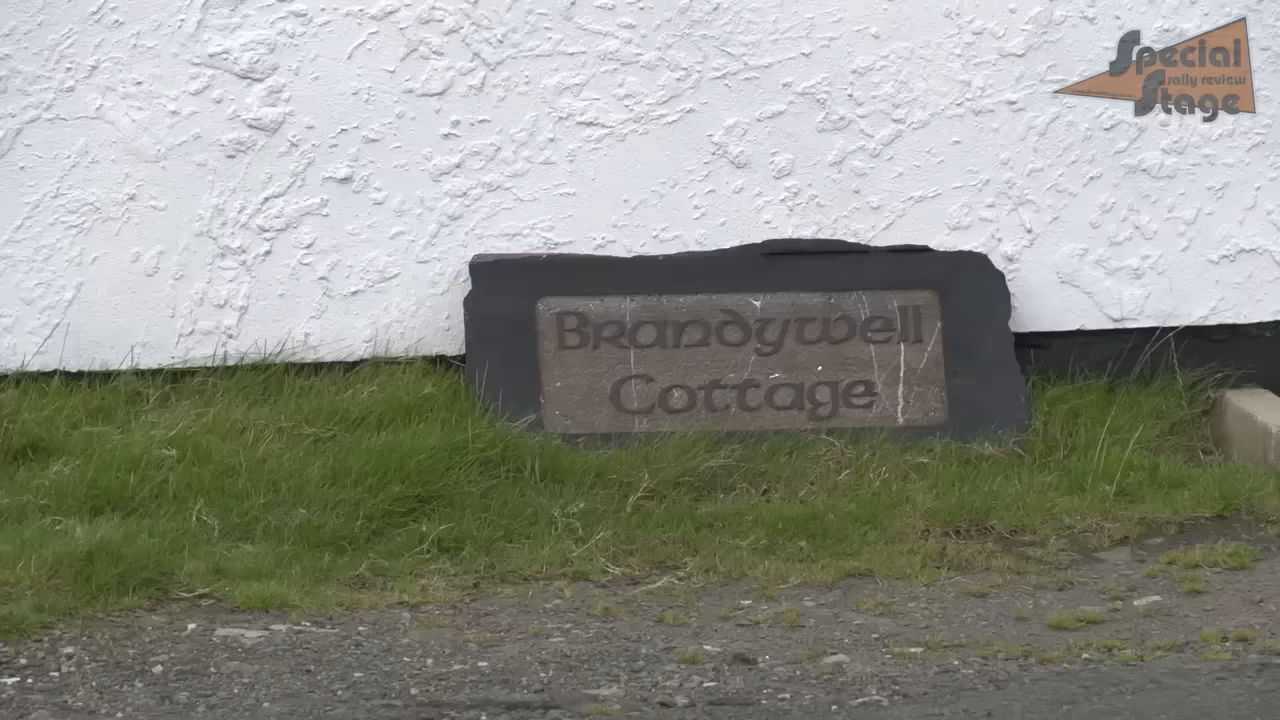 Special
rally review
Stage
Brandywell
Cottage